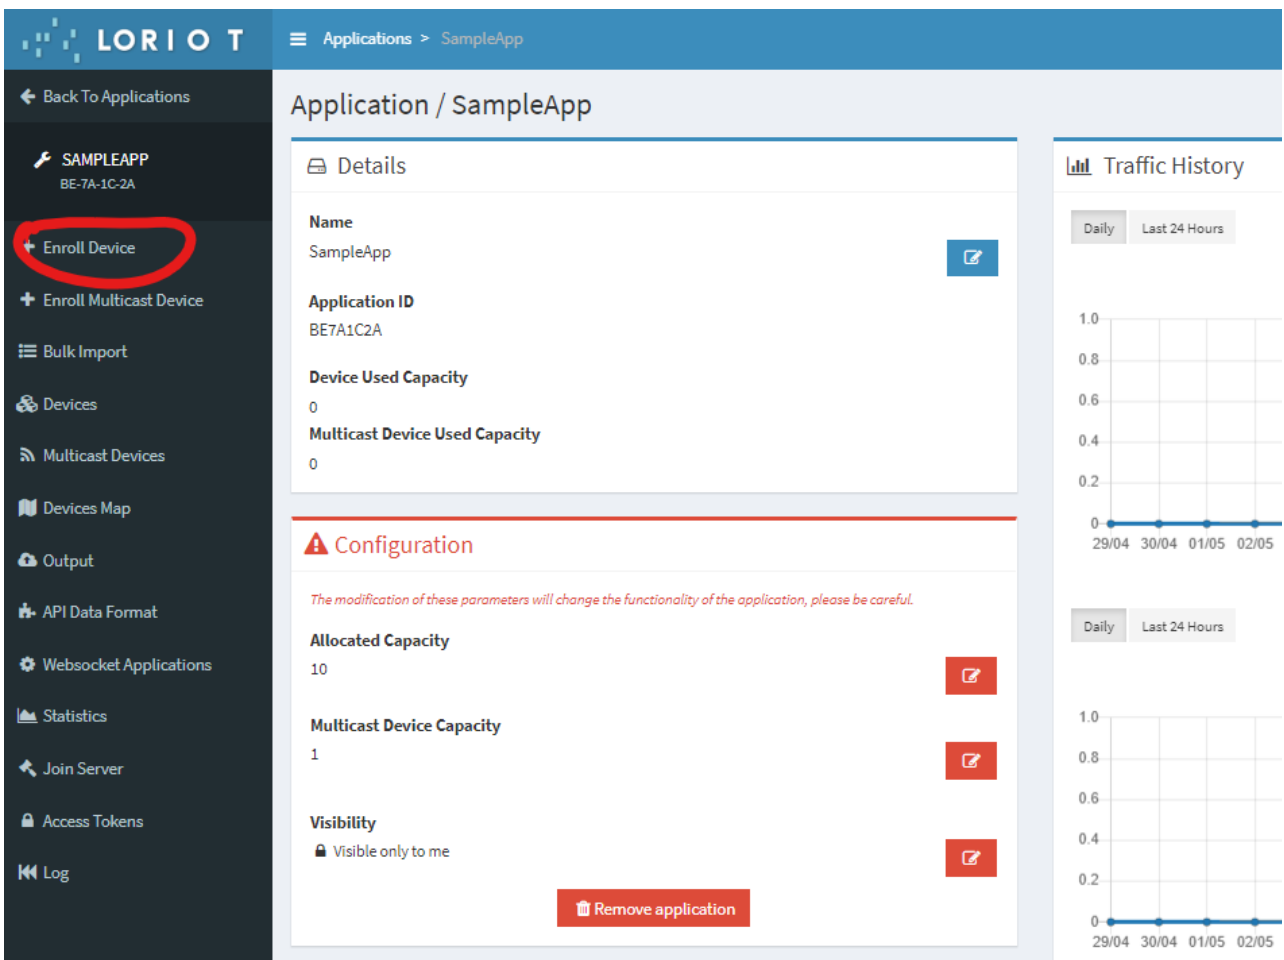 LORIOT
Applications > SampleApp
Back To Applications
SAMPLEAPP
BE-7A-1C-2A
Enroll Device
Enroll Multicast Device
Bulk Import
Devices
Multicast Devices
Devices Map
Output
API Data Format
Websocket Applications
Statistics
Join Server
Access Tokens
Log
Application / SampleApp
Details
Name
SampleApp
Application ID
BE7A1C2A
Device Used Capacity
0
Multicast Device Used Capacity
0
Configuration
The modification of these parameters will change the functionality of the application, please be careful.
Allocated Capacity
10
Multicast Device Capacity
1
Visibility
Visible only to me
Remove application
Traffic History
Daily Last 24 Hours
1.0
0.8
0.6
0.4
0.2
0
29/04 30/04 01/05 02/05
Daily Last 24 Hours
1.0
0.8
0.6
0.4
0.2
0
29/04 30/04 01/05 02/05